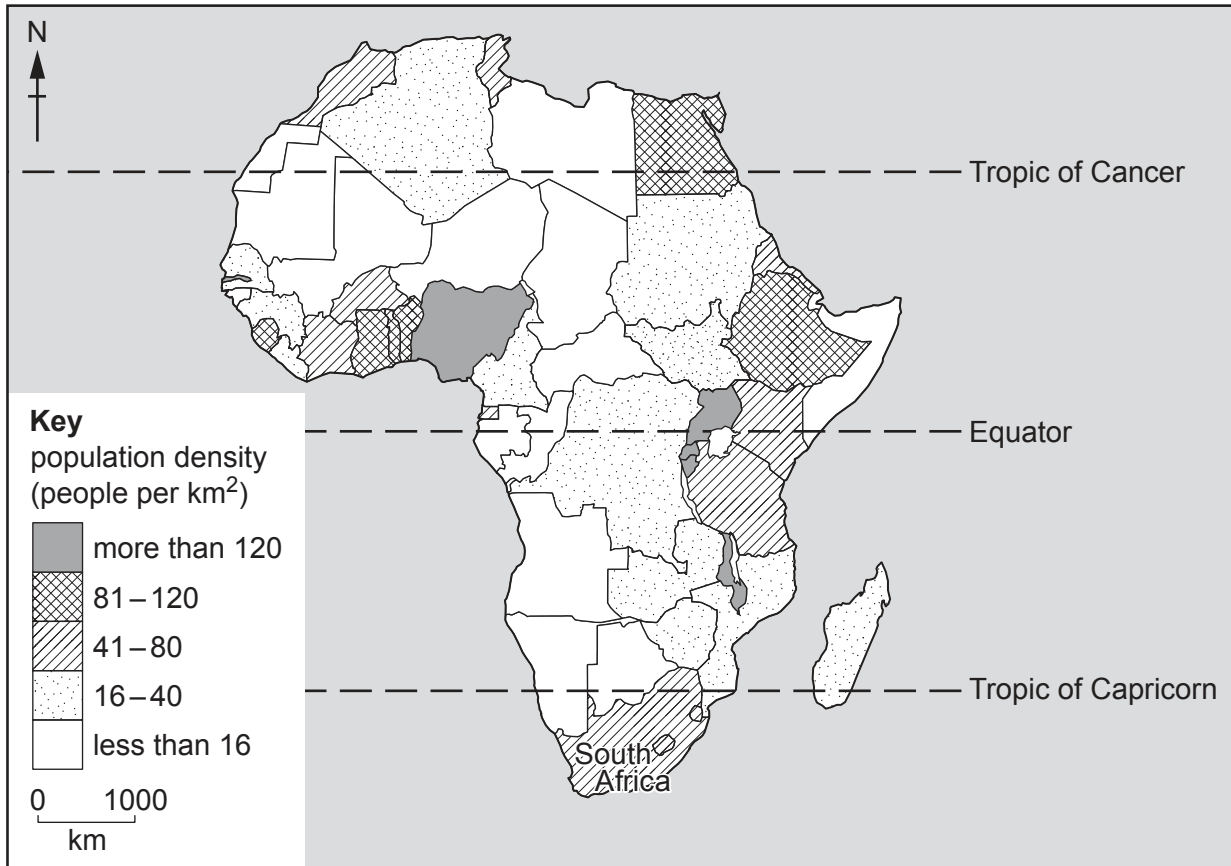 N
Tropic of Cancer
Equator
Tropic of Capricorn
South
Africa
Key
population density
(people per km²)
more than 120
81–120
41–80
16–40
less than 16
0 1000
km